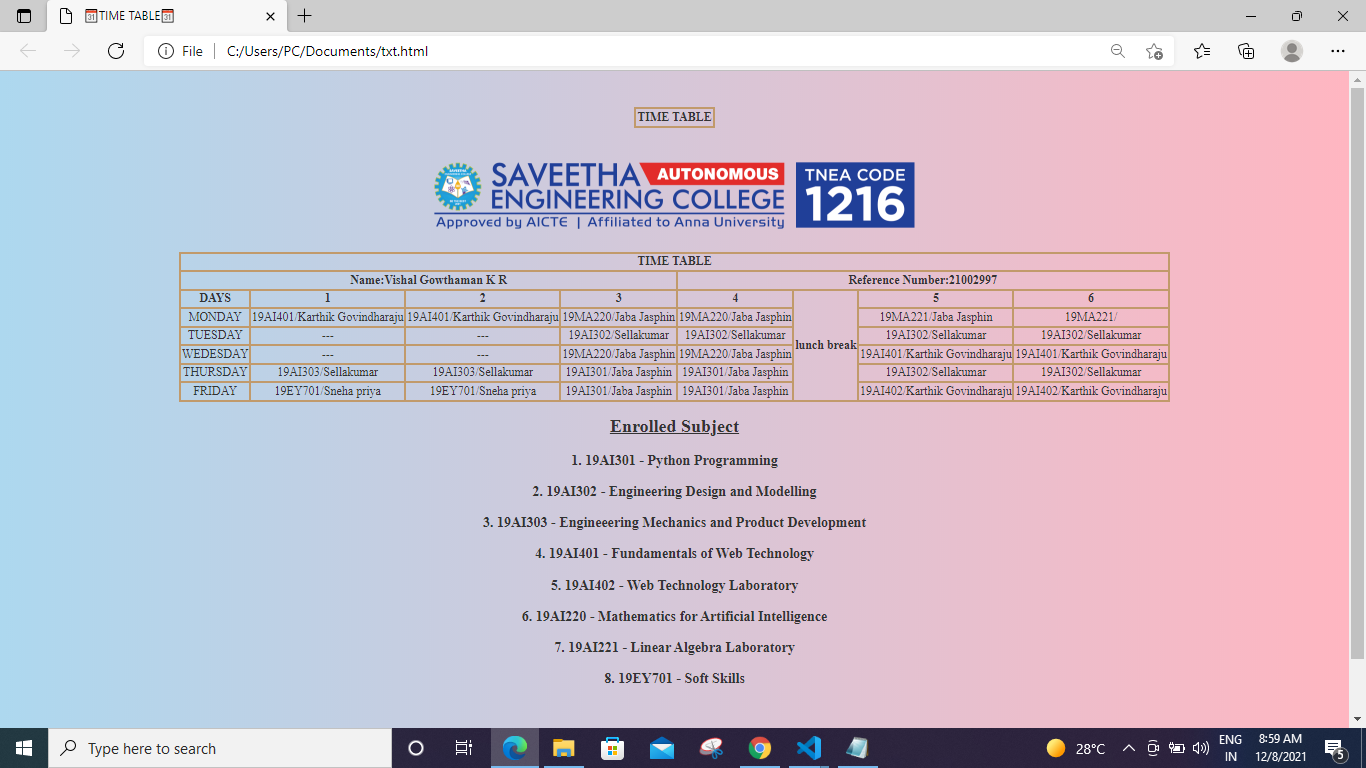 TIME TABLE
File C:/Users/PC/Documents/txt.html
TIME TABLE
SAVEETHA AUTONOMOUS
ENGINEERING COLLEGE
Approved by AICTE | Affiliated to Anna University
TNEA CODE
1216
TIME TABLE
Name:Vishal Gowthaman K R Reference Number:21002997
DAYS 1 2 3 4 lunch break 5 6
MONDAY 19AI401/Karthik Govindharaju 19AI401/Karthik Govindharaju 19MA220/Jaba Jasphin 19MA220/Jaba Jasphin 19MA221/Jaba Jasphin 19MA221/
TUESDAY --- --- 19AI302/Sellakumar 19AI302/Sellakumar 19AI302/Sellakumar 19AI302/Sellakumar
WEDESDAY --- --- 19MA220/Jaba Jasphin 19MA220/Jaba Jasphin 19AI401/Karthik Govindharaju 19AI401/Karthik Govindharaju
THURSDAY 19AI303/Sellakumar 19AI303/Sellakumar 19AI301/Jaba Jasphin 19AI301/Jaba Jasphin 19AI302/Sellakumar 19AI302/Sellakumar
FRIDAY 19EY701/Sneha priya 19EY701/Sneha priya 19AI301/Jaba Jasphin 19AI301/Jaba Jasphin 19AI402/Karthik Govindharaju 19AI402/Karthik Govindharaju
Enrolled Subject
1. 19AI301 - Python Programming
2. 19AI302 - Engineering Design and Modelling
3. 19AI303 - Engineeering Mechanics and Product Development
4. 19AI401 - Fundamentals of Web Technology
5. 19AI402 - Web Technology Laboratory
6. 19AI220 - Mathematics for Artificial Intelligence
7. 19AI221 - Linear Algebra Laboratory
8. 19EY701 - Soft Skills
Type here to search
28°C
ENG
IN
8:59 AM
12/8/2021
5